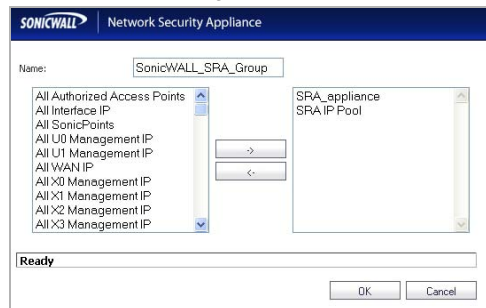 SONICWALL Network Security Appliance
Name: SonicWALL_SRA_Group
All Authorized Access Points
All Interface IP
All SonicPoints
All U0 Management IP
All U1 Management IP
All WAN IP
All X0 Management IP
All X1 Management IP
All X2 Management IP
All X3 Management IP
->
<-
SRA_appliance
SRA IP Pool
Ready
OK Cancel